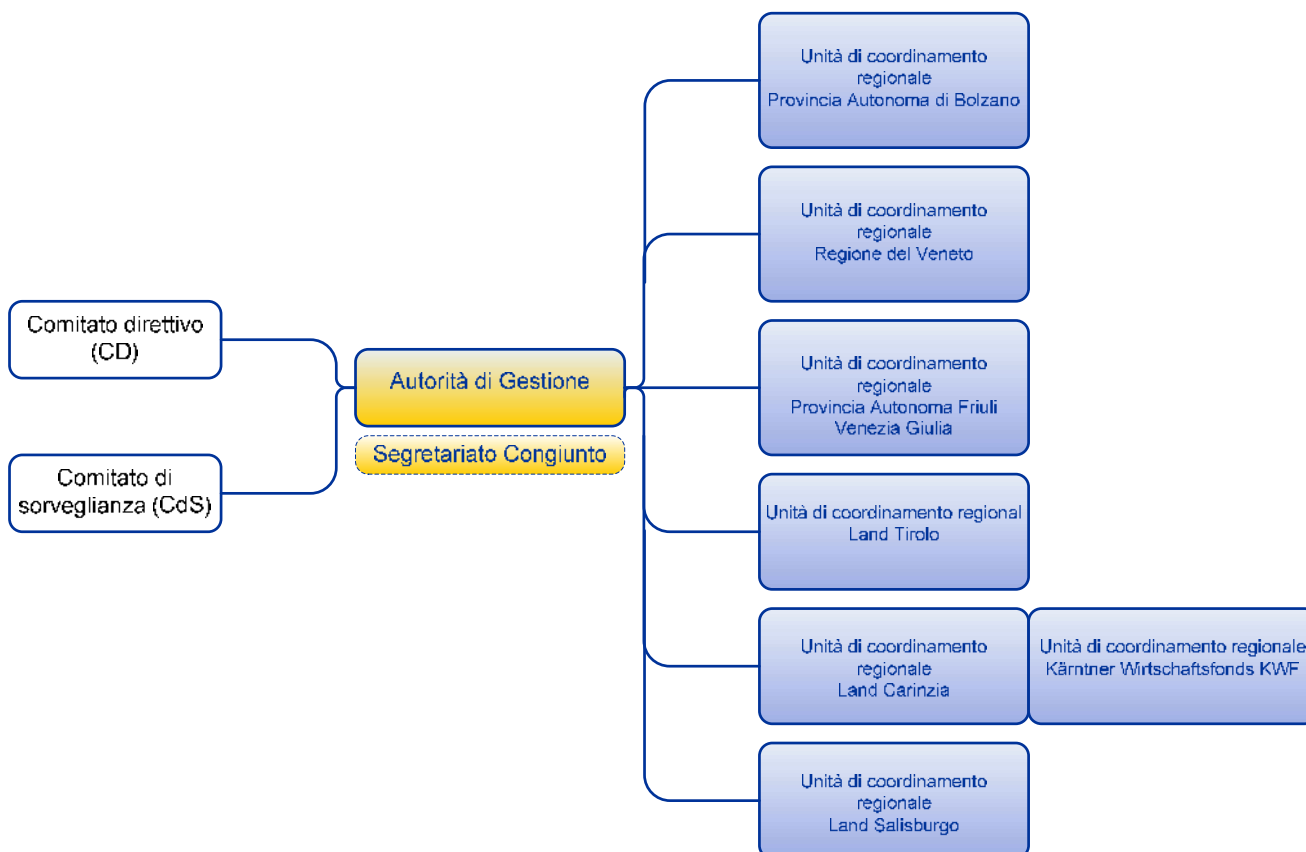 Comitato direttivo
(CD)
Comitato di
sorveglianza (CdS)
Autorità di Gestione
Segretariato Congiunto
Unità di coordinamento
regionale
Provincia Autonoma di Bolzano
Unità di coordinamento
regionale
Regione del Veneto
Unità di coordinamento
regionale
Provincia Autonoma Friuli
Venezia Giulia
Unità di coordinamento regional
Land Tirolo
Unità di coordinamento
regionale
Land Carinzia
Unità di coordinamento regionale
Kärntner Wirtschaftsfonds KWF
Unità di coordinamento
regionale
Land Salisburgo